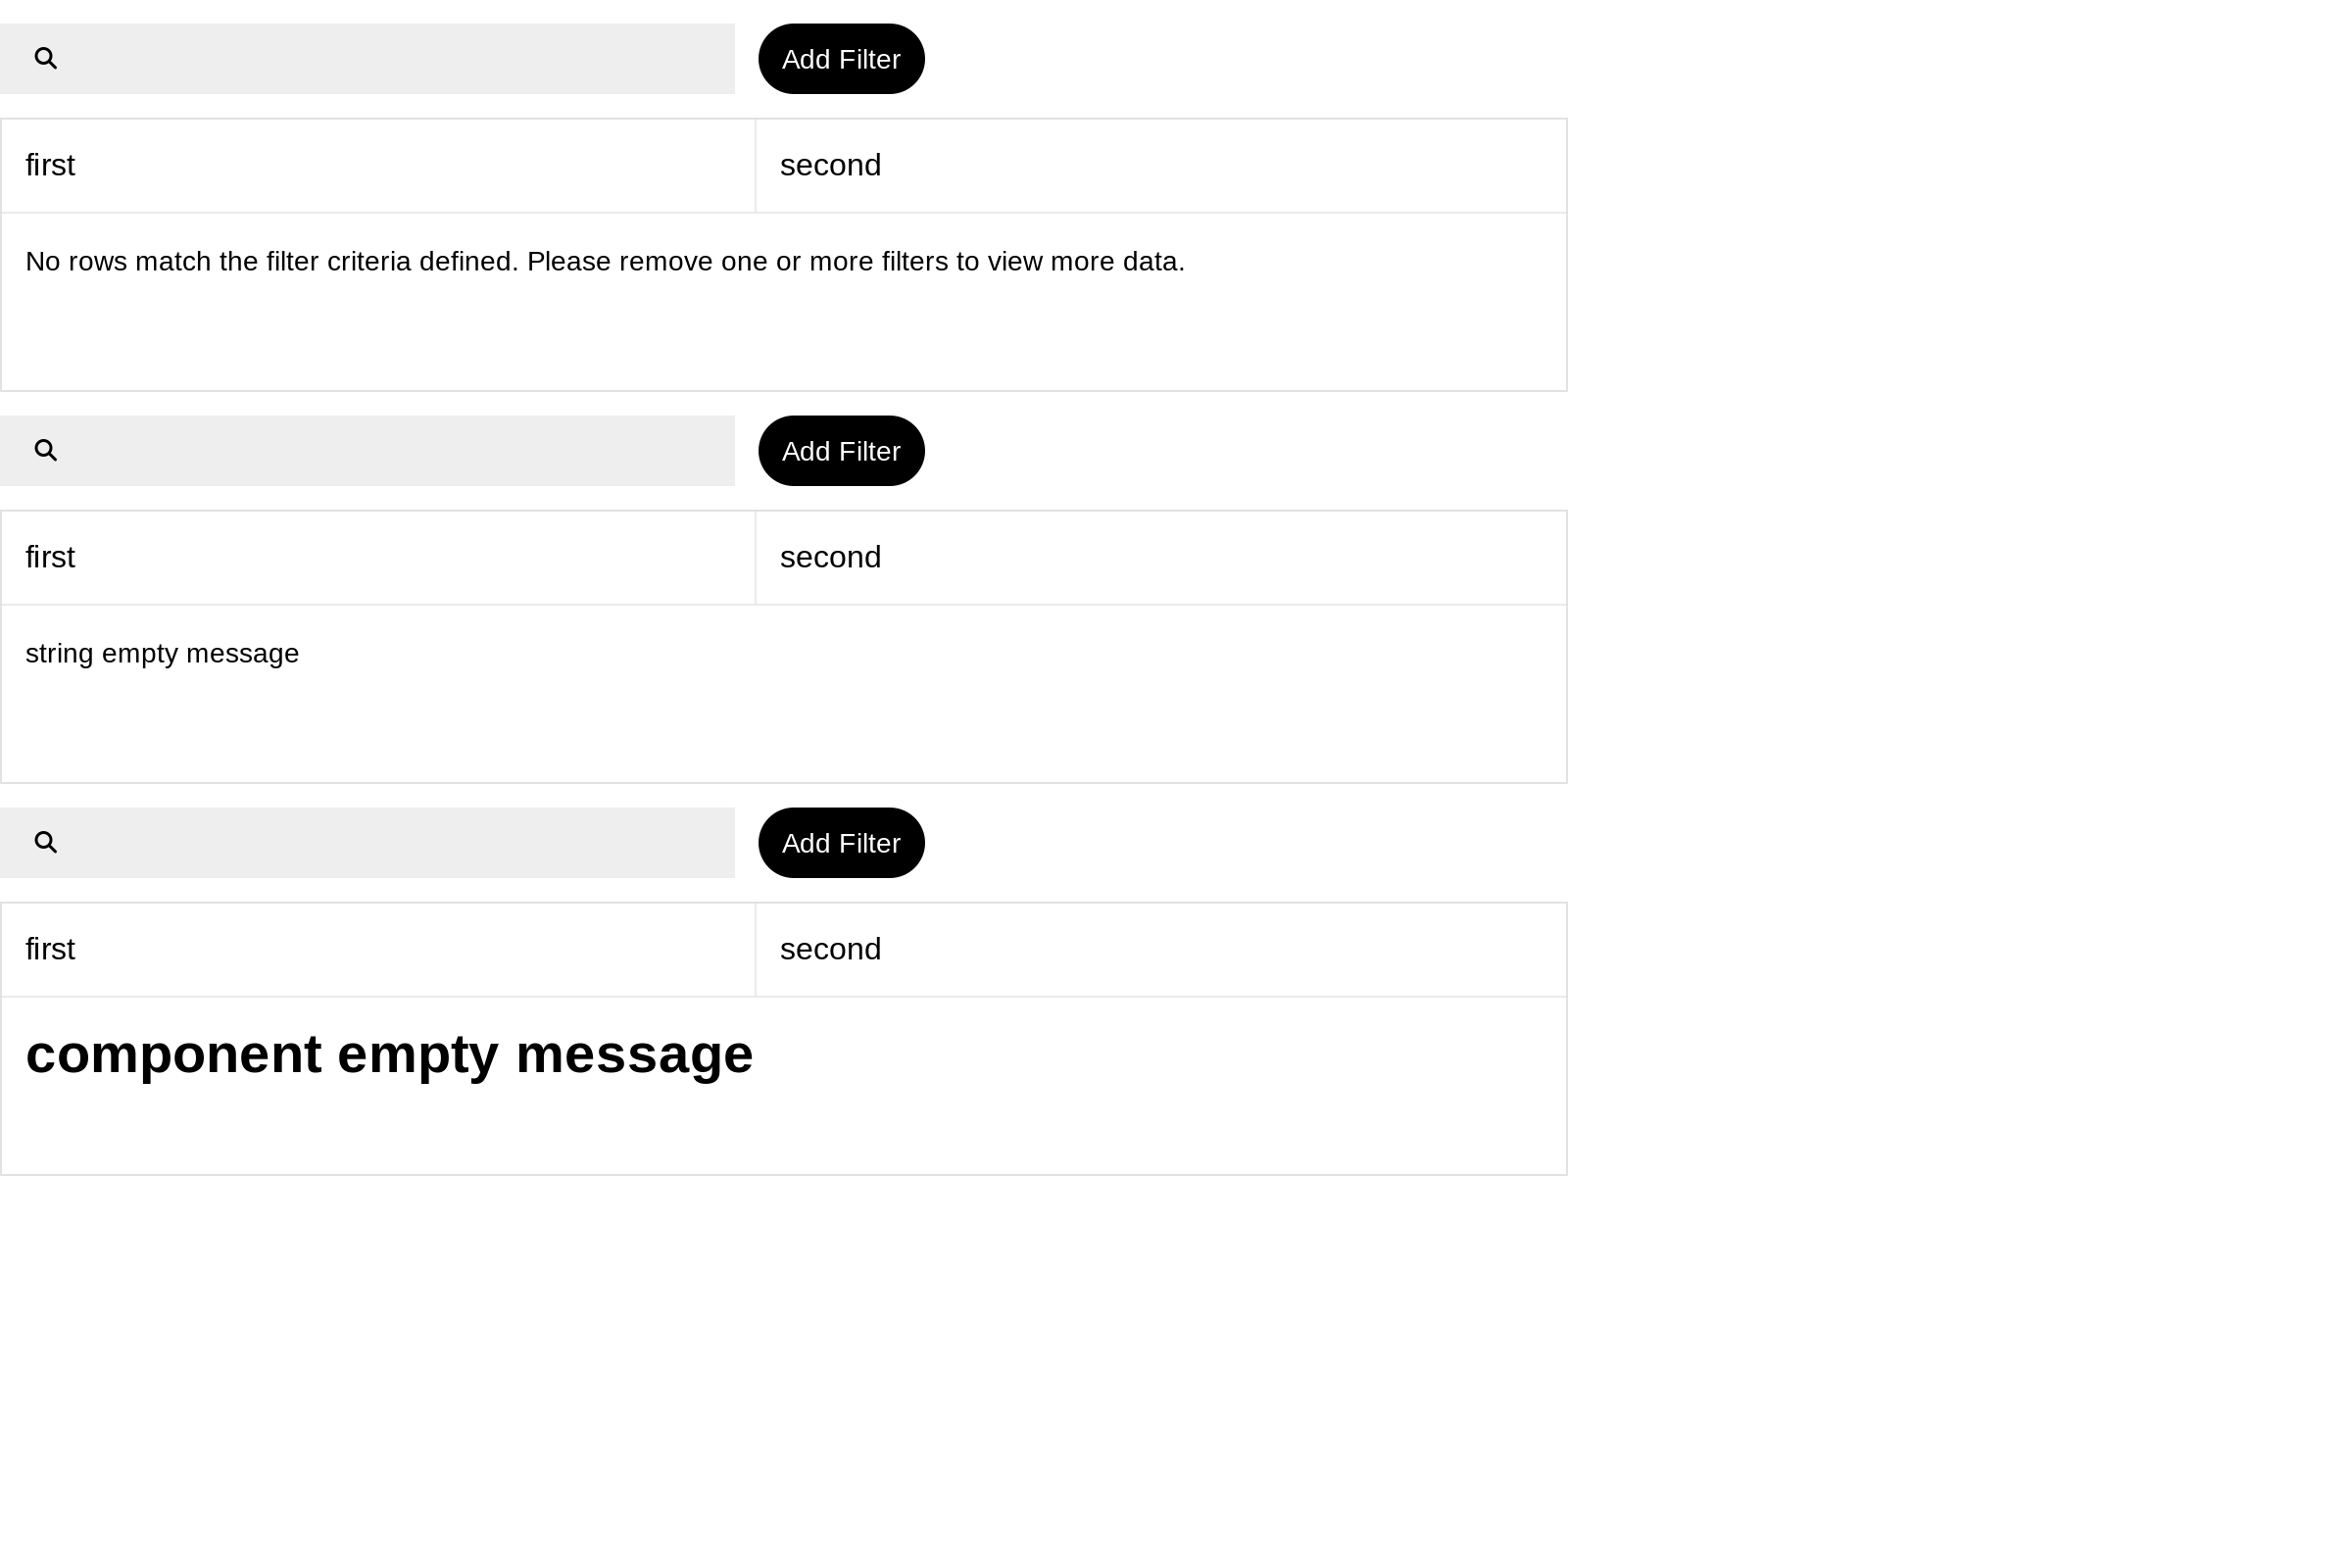 Add Filter
first second
No rows match the filter criteria defined. Please remove one or more filters to view more data.
Add Filter
first second
string empty message
Add Filter
first second
component empty message